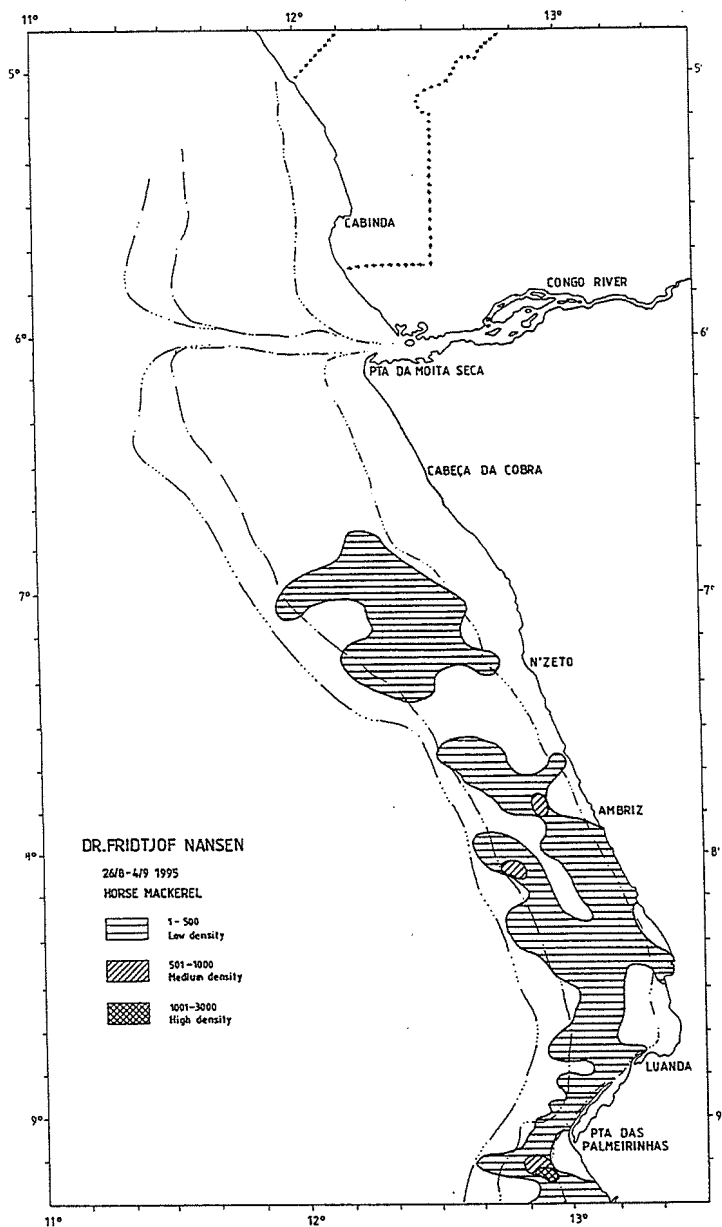 11°
12°
13°
5°
5°
CABINDA
CONGO RIVER
6°
6°
PTA DA MOITA SECA
CABEÇA DA COBRA
7°
7°
N'ZETO
AMBRIZ
DR.FRIDTJOF NANSEN
8°
8°
26/8-4/9 1995
HORSE MACKEREL
1-500
Low density
501-1000
Medium density
1001-3000
High density
LUANDA
9°
9°
PTA DAS
PALMEIRINHAS
11°
12°
13°